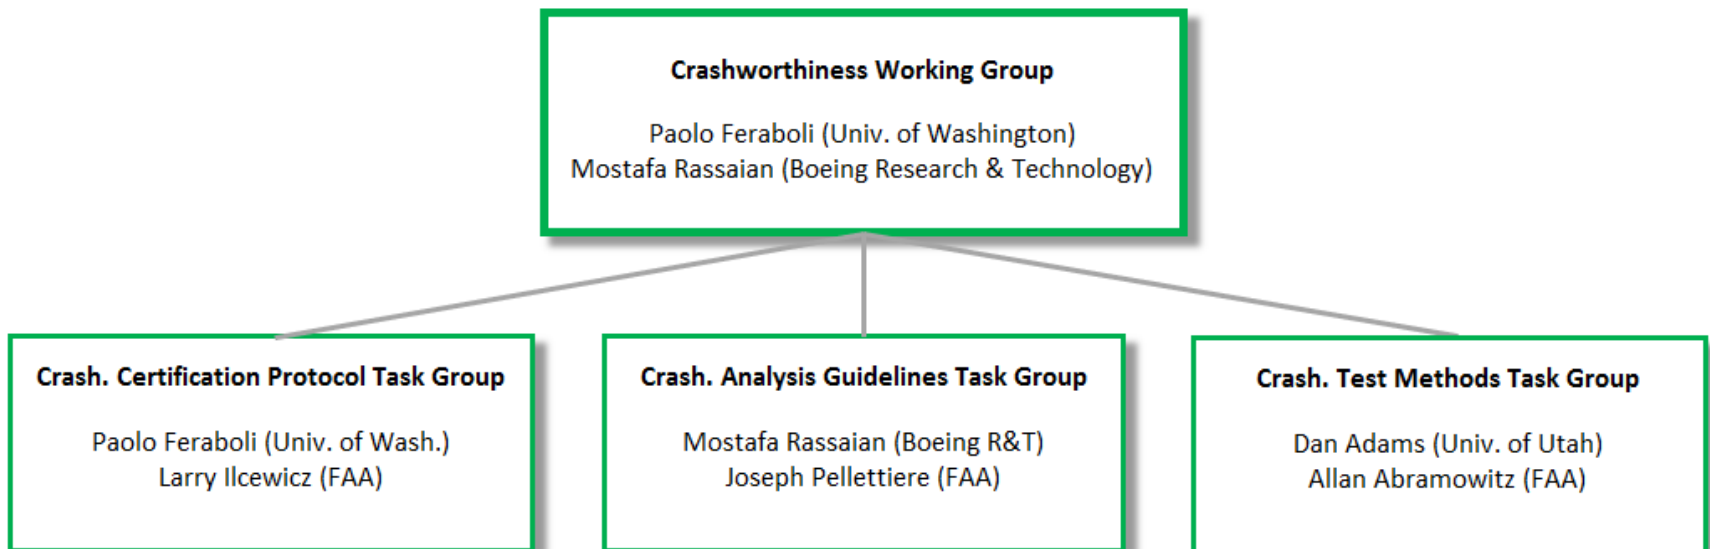 Crashworthiness Working Group
Paolo Feraboli (Univ. of Washington)
Mostafa Rassaian (Boeing Research & Technology)
Crash. Certification Protocol Task Group
Paolo Feraboli (Univ. of Wash.)
Larry Ilcewicz (FAA)
Crash. Analysis Guidelines Task Group
Mostafa Rassaian (Boeing R&T)
Joseph Pellettiere (FAA)
Crash. Test Methods Task Group
Dan Adams (Univ. of Utah)
Allan Abramowitz (FAA)